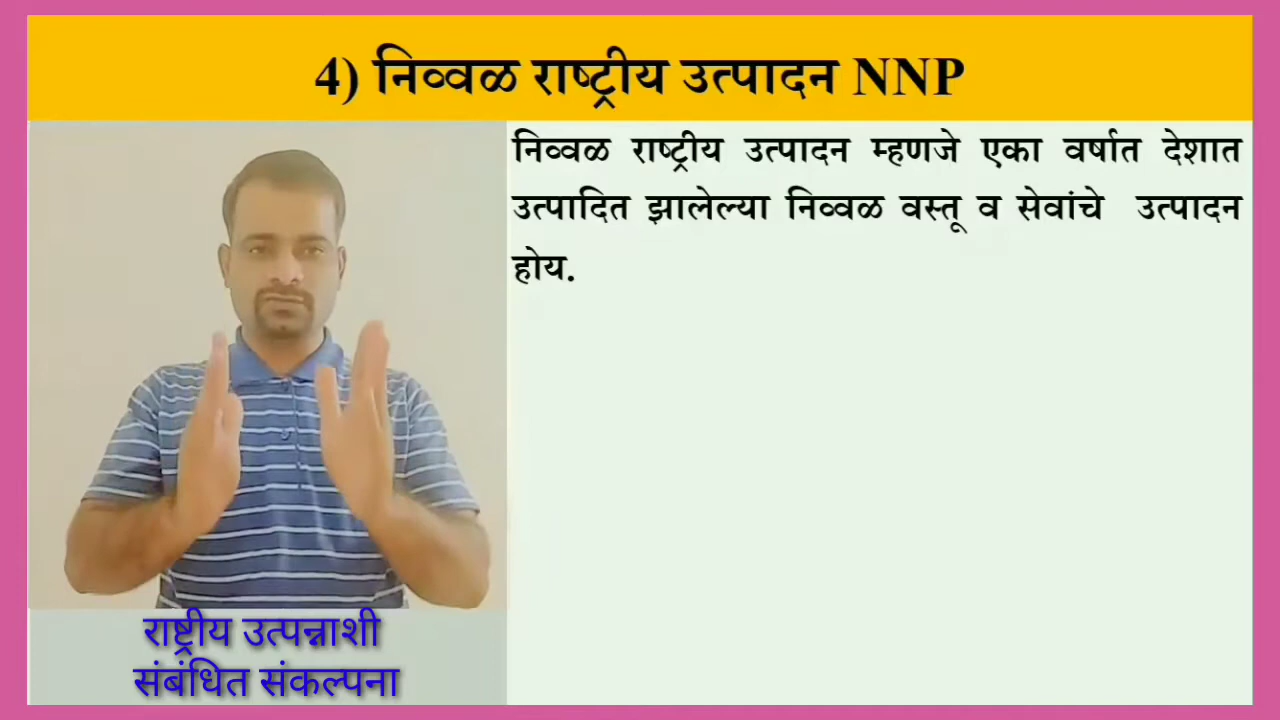 4) निव्वळ राष्ट्रीय उत्पादन NNP
निव्वळ राष्ट्रीय उत्पादन म्हणजे एका वर्षात देशात
उत्पादित झालेल्या निव्वळ वस्तू व सेवांचे उत्पादन
होय.
राष्ट्रीय उत्पन्नाशी
संबंधित संकल्पना